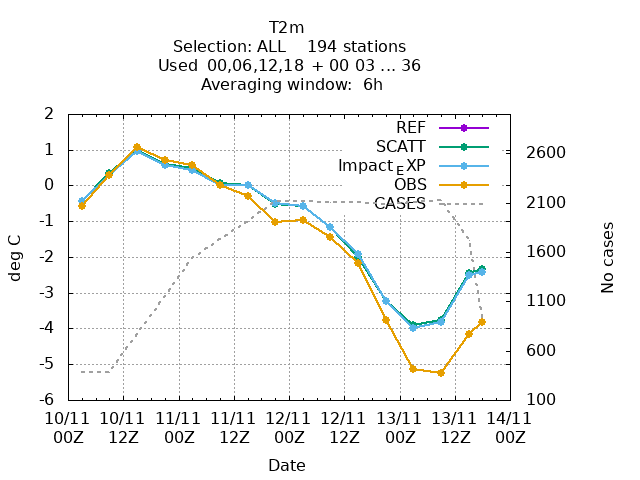 T2m
Selection: ALL    194 stations
Used 00,06,12,18 + 00 03 ... 36
Averaging window:  6h
REF
SCATT
Impact_EXP
OBS
CASES
2
1
0
-1
-2
-3
-4
-5
-6
deg C
2600
2100
1600
1100
600
100
No cases
10/11 10/11 11/11 11/11 12/11 12/11 13/11 13/11 14/11
00Z 12Z 00Z 12Z 00Z 12Z 00Z 12Z 00Z
Date